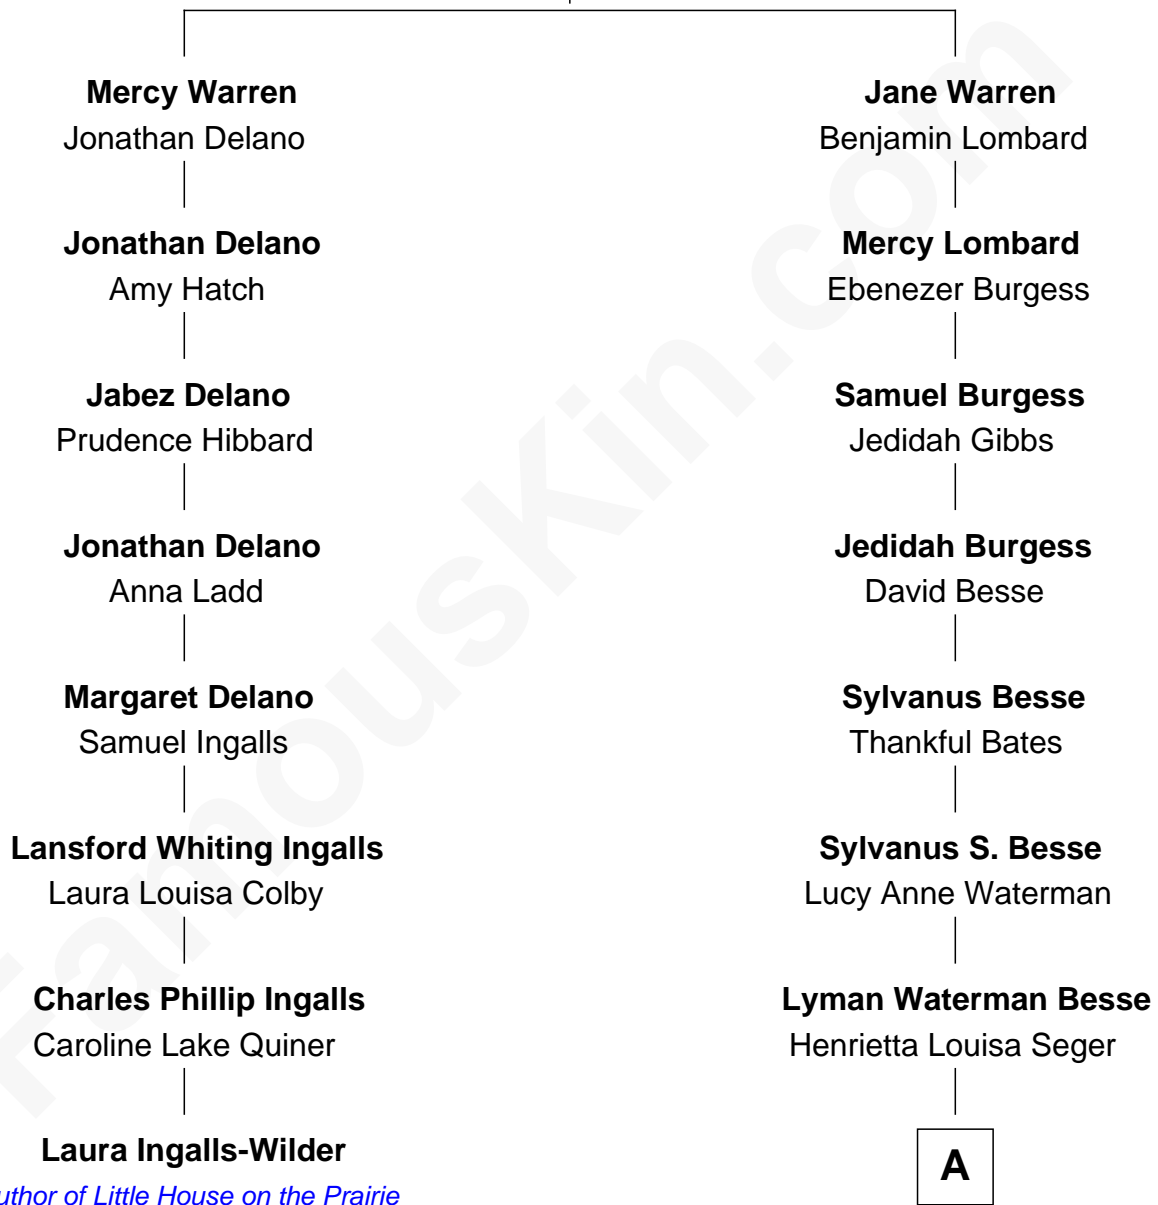 Mercy Warren
Jonathan Delano
Jonathan Delano
Amy Hatch
Jabez Delano
Prudence Hibbard
Jonathan Delano
Anna Ladd
Margaret Delano
Samuel Ingalls
Lansford Whiting Ingalls
Laura Louisa Colby
Charles Phillip Ingalls
Caroline Lake Quiner
Laura Ingalls-Wilder
uthor of Little House on the Prairie
Jane Warren
Benjamin Lombard
Mercy Lombard
Ebenezer Burgess
Samuel Burgess
Jedidah Gibbs
Jedidah Burgess
David Besse
Sylvanus Besse
Thankful Bates
Sylvanus S. Besse
Lucy Anne Waterman
Lyman Waterman Besse
Henrietta Louisa Seger
A
FamousKin.com